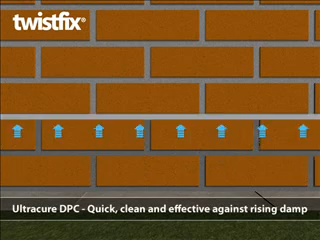 twistfix®
Ultracure DPC - Quick, clean and effective against rising damp